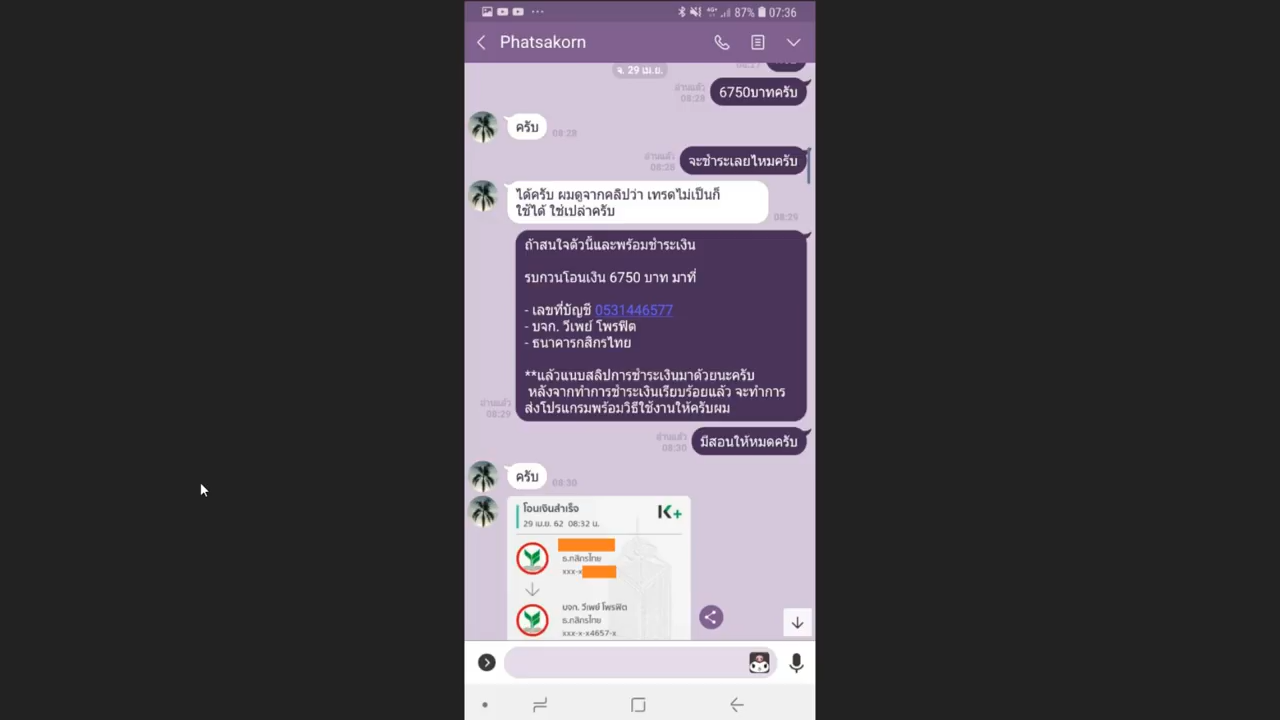 87% 07:36
Phatsakorn
จ. 29 เม.ย.
อ่านแล้ว
08:28
6750บาทครับ
ครับ
08:28
อ่านแล้ว
08:28
จะชำระเลยไหมครับ
ได้ครับ ผมดูจากคลิปว่า เทรดไม่เป็นก็
ใช้ได้ ใช่เปล่าครับ
08:29
ถ้าสนใจตัวนี้และพร้อมชำระเงิน
รบกวนโอนเงิน 6750 บาท มาที่
- เลขที่บัญชี 0531446577
- บจก. วีเพย์ โพรฟิต
- ธนาคารกสิกรไทย
**แล้วแนบสลิปการชำระเงินมาด้วยนะครับ
หลังจากทำการชำระเงินเรียบร้อยแล้ว จะทำการ
ส่งโปรแกรมพร้อมวิธีใช้งานให้ครับผม
อ่านแล้ว
08:29
อ่านแล้ว
08:30
มีสอนให้หมดครับ
ครับ
08:30
โอนเงินสำเร็จ
K+
29 เม.ย. 62 08:32 น.
ธ.กสิกรไทย
xxx-x
บจก. วีเพย์ โพรฟิต
ธ.กสิกรไทย
xxx-x-x4657-x